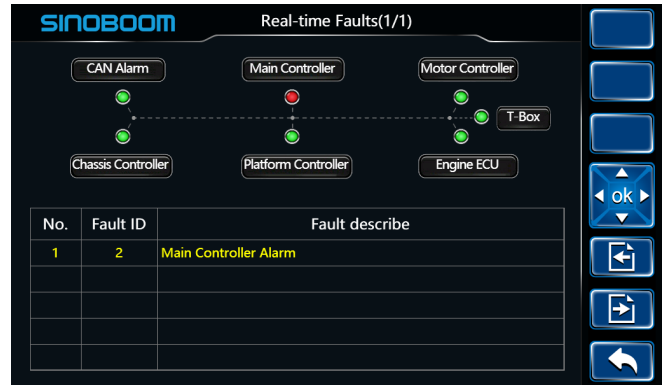 SINOBOOM
Real-time Faults(1/1)
CAN Alarm
Main Controller
Motor Controller
T-Box
Chassis Controller
Platform Controller
Engine ECU
ok
No. Fault ID Fault describe
1 2 Main Controller Alarm